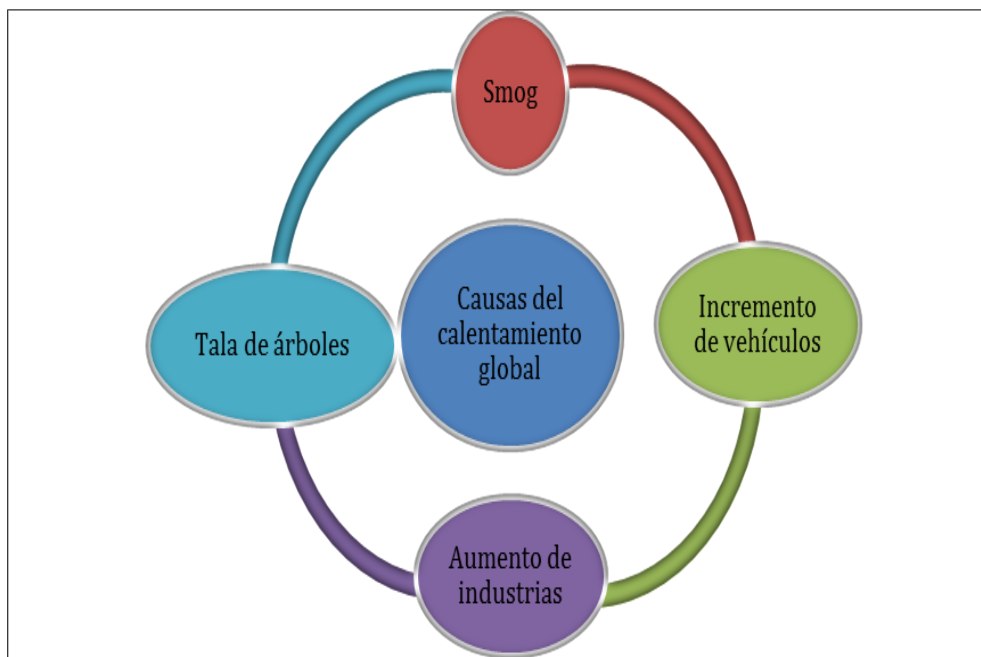 Smog
Causas del
calentamiento
global
Incremento
de vehículos
Tala de árboles
Aumento de
industrias